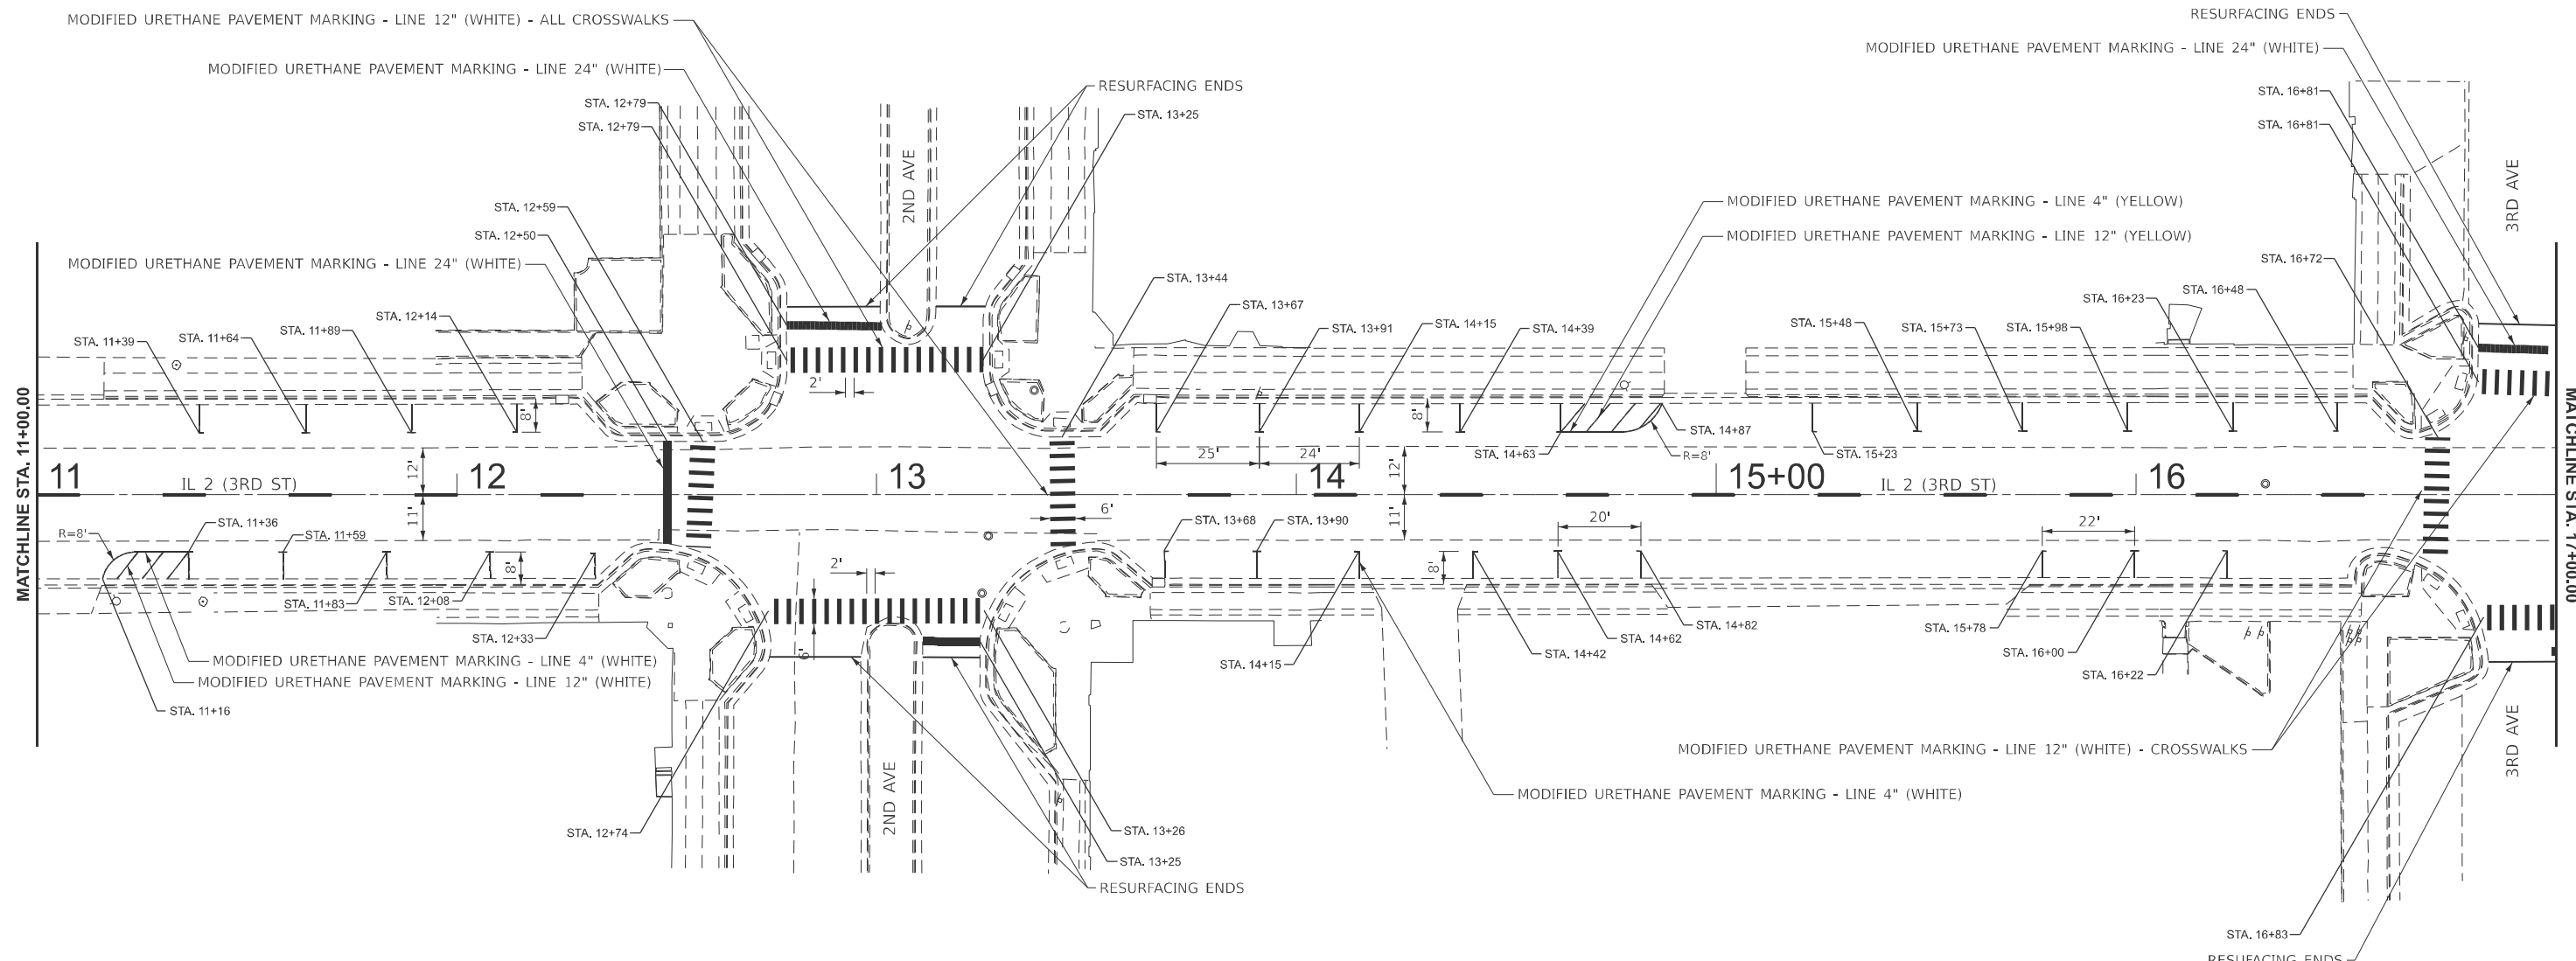 MODIFIED URETHANE PAVEMENT MARKING - LINE 12" (WHITE) - ALL CROSSWALKS
RESURFACING ENDS
MODIFIED URETHANE PAVEMENT MARKING - LINE 24" (WHITE)
MODIFIED URETHANE PAVEMENT MARKING - LINE 24" (WHITE)
RESURFACING ENDS
STA. 12+79
STA. 12+79
STA. 13+25
STA. 16+81
STA. 16+81
2ND AVE
3RD AVE
STA. 12+59
STA. 12+50
MODIFIED URETHANE PAVEMENT MARKING - LINE 24" (WHITE)
MODIFIED URETHANE PAVEMENT MARKING - LINE 4" (YELLOW)
MODIFIED URETHANE PAVEMENT MARKING - LINE 12" (YELLOW)
STA. 16+72
STA. 13+44
STA. 13+67
STA. 13+91
STA. 14+15
STA. 14+39
STA. 15+48
STA. 15+73
STA. 15+98
STA. 16+23
STA. 16+48
STA. 11+39
STA. 11+64
STA. 11+89
STA. 12+14
2'
8'
8'
MATCHLINE STA. 11+00.00
MATCHLINE STA. 17+00.00
25'
24'
STA. 14+63
STA. 14+87
R=8'
STA. 15+23
11
IL 2 (3RD ST)
12
12'
13
14
12'
15+00
IL 2 (3RD ST)
16
11'
6'
11'
R=8'
STA. 11+36
STA. 11+59
STA. 13+68
STA. 13+90
20'
22'
8'
2'
8'
STA. 11+83
STA. 12+08
STA. 12+33
6'
STA. 14+15
STA. 14+42
STA. 14+62
STA. 14+82
STA. 15+78
STA. 16+00
STA. 16+22
MODIFIED URETHANE PAVEMENT MARKING - LINE 4" (WHITE)
MODIFIED URETHANE PAVEMENT MARKING - LINE 12" (WHITE)
STA. 11+16
MODIFIED URETHANE PAVEMENT MARKING - LINE 12" (WHITE) - CROSSWALKS
MODIFIED URETHANE PAVEMENT MARKING - LINE 4" (WHITE)
2ND AVE
3RD AVE
STA. 12+74
STA. 13+26
STA. 13+25
RESURFACING ENDS
STA. 16+83
RESUFACING ENDS